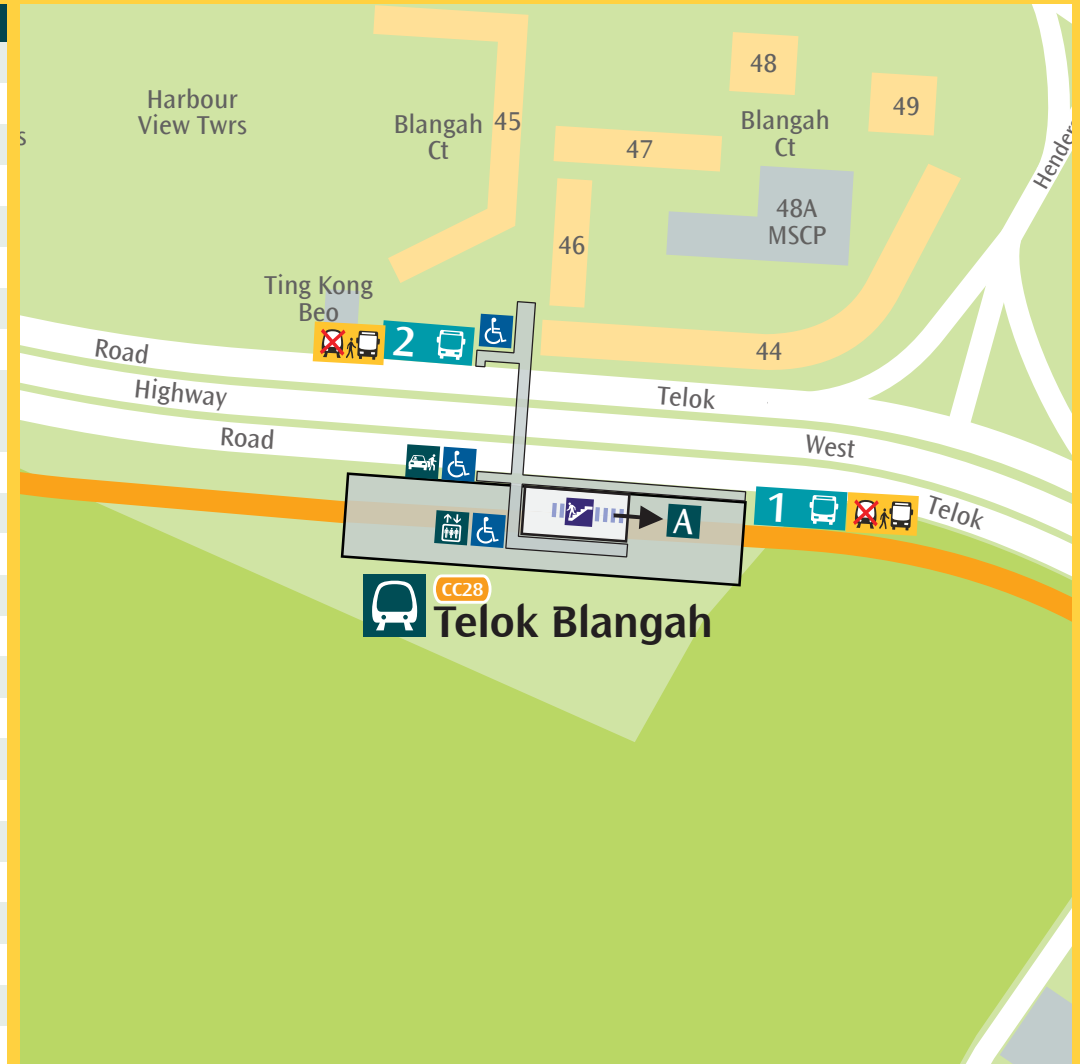 48
49
Harbour
View Twrs
Blangah
Ct
45
Blangah
Ct
47
s
48A
MSCP
46
Ting Kong
Beo
2
44
Road
Highway
Road
Telok
West
Telok
1
A
CC28
Telok Blangah